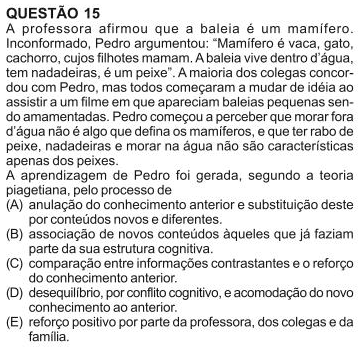 QUESTÃO 15
A professora afirmou que a baleia é um mamífero.
Inconformado, Pedro argumentou: “Mamífero é vaca, gato,
cachorro, cujos filhotes mamam. A baleia vive dentro d’água,
tem nadadeiras, é um peixe”. A maioria dos colegas concor-
dou com Pedro, mas todos começaram a mudar de idéia ao
assistir a um filme em que apareciam baleias pequenas sen-
do amamentadas. Pedro começou a perceber que morar fora
d’água não é algo que defina os mamíferos, e que ter rabo de
peixe, nadadeiras e morar na água não são características
apenas dos peixes.
A aprendizagem de Pedro foi gerada, segundo a teoria
piagetiana, pelo processo de
(A) anulação do conhecimento anterior e substituição deste
por conteúdos novos e diferentes.
(B) associação de novos conteúdos àqueles que já faziam
parte da sua estrutura cognitiva.
(C) comparação entre informações contrastantes e o reforço
do conhecimento anterior.
(D) desequilíbrio, por conflito cognitivo, e acomodação do novo
conhecimento ao anterior.
(E) reforço positivo por parte da professora, dos colegas e da
família.